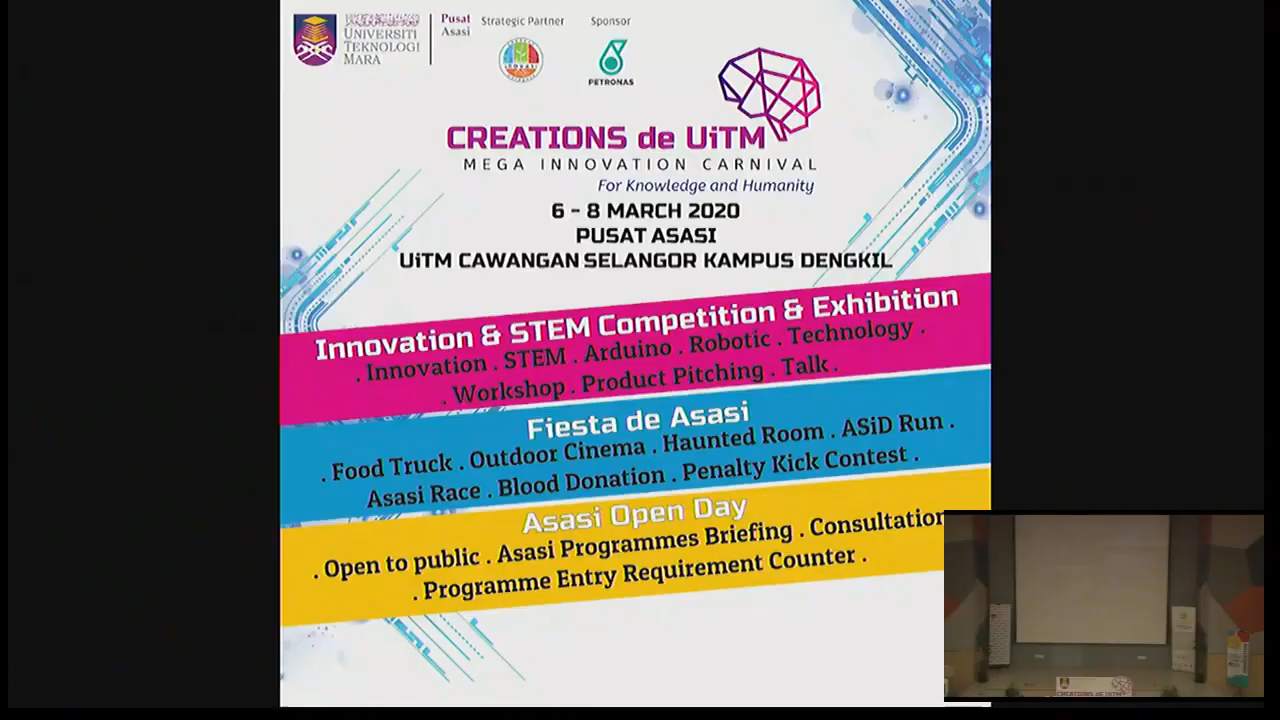 UNIVERSITI
TEKNOLOGI
MARA
Pusat
Asasi
Strategic Partner
Sponsor
PETRONAS
CREATIONS de UiTM
MEGA INNOVATION CARNIVAL
For Knowledge and Humanity
6 - 8 MARCH 2020
PUSAT ASASI
UiTM CAWANGAN SELANGOR KAMPUS DENGKIL
Innovation & STEM Competition & Exhibition
. Innovation . STEM . Arduino . Robotic . Technology .
. Workshop . Product Pitching . Talk .
Fiesta de Asasi
. Food Truck . Outdoor Cinema . Haunted Room . ASiD Run .
Asasi Race . Blood Donation . Penalty Kick Contest .
Asasi Open Day
. Open to public . Asasi Programmes Briefing . Consultation
. Programme Entry Requirement Counter .
CREATIONS de UiTM